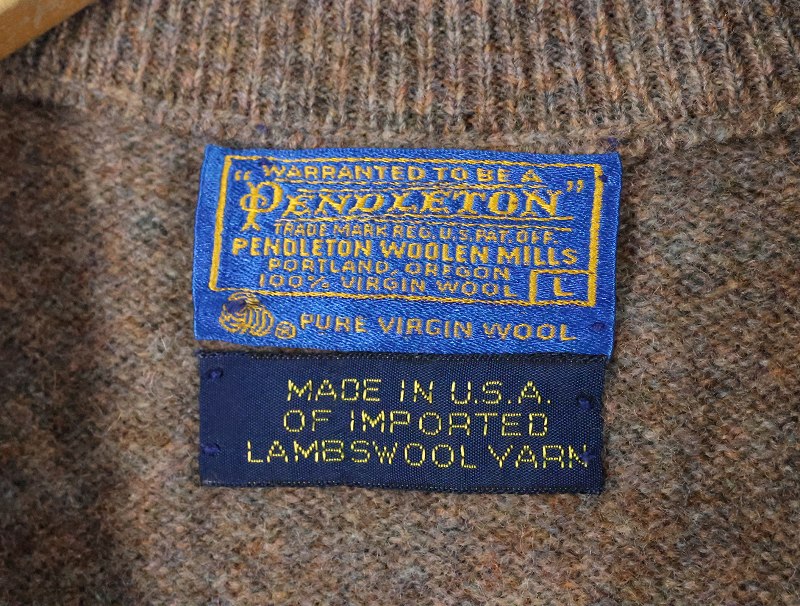 WARRANTED TO BE A
"PENDLETON"
TRADE MARK REG. U.S. PAT. OFF.
PENDLETON WOOLEN MILLS
PORTLAND, OREGON
100% VIRGIN WOOL L
® PURE VIRGIN WOOL
MADE IN U.S.A.
OF IMPORTED
LAMBSWOOL YARN